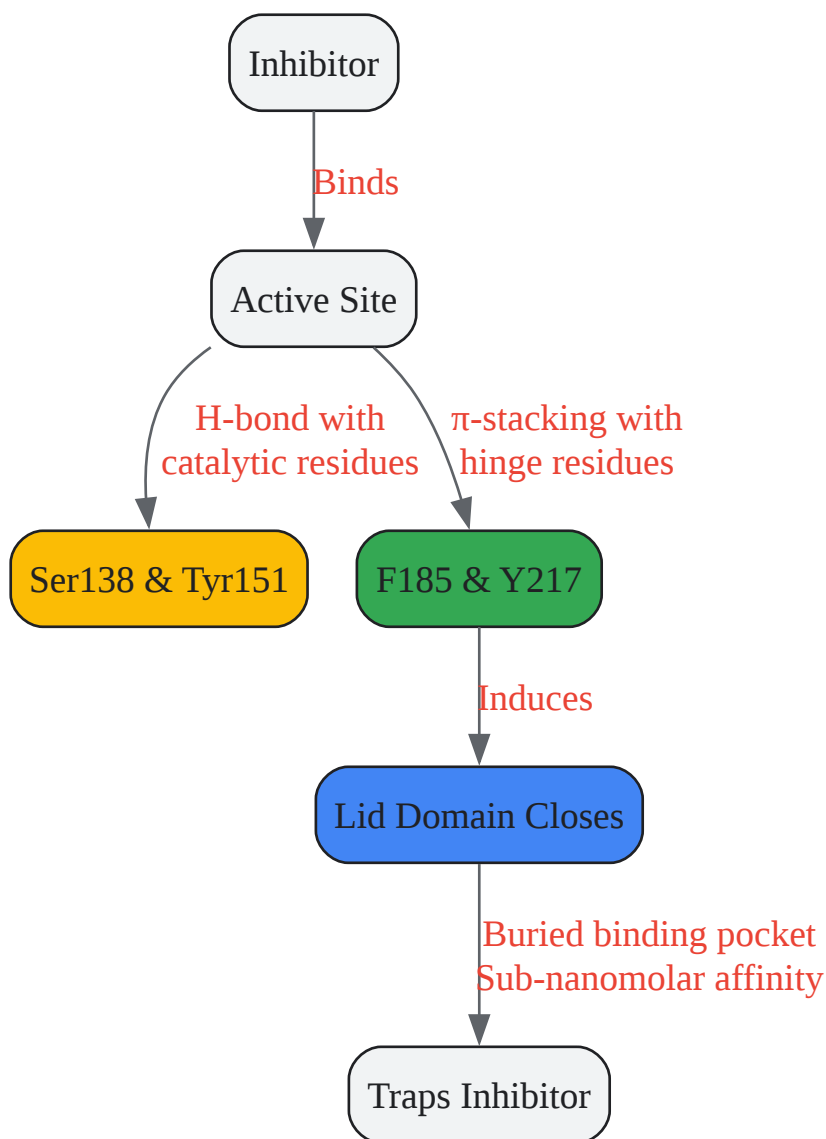 Inhibitor
Binds
Active Site
H-bond with
catalytic residues
π-stacking with
hinge residues
Ser138 & Tyr151
F185 & Y217
Induces
Lid Domain Closes
Buried binding pocket
Sub-nanomolar affinity
Traps Inhibitor